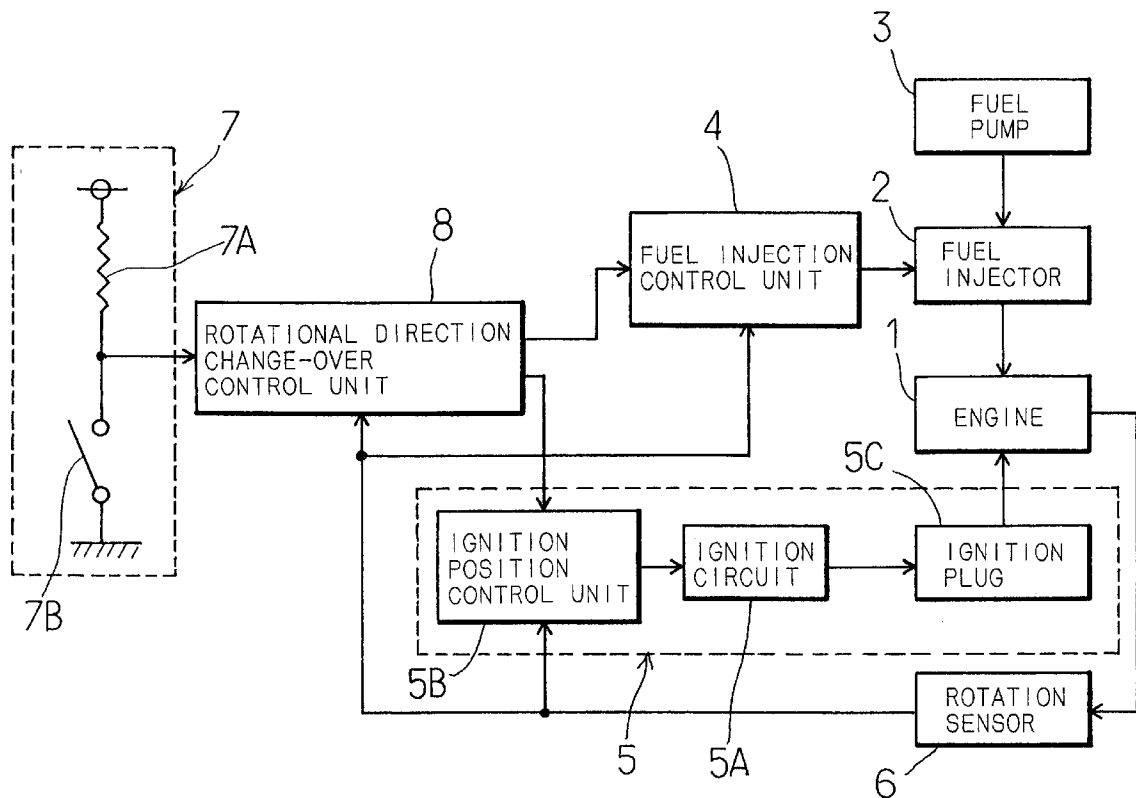 3
FUEL
PUMP
7
4
2
7A
8
FUEL INJECTION
CONTROL UNIT
FUEL
INJECTOR
ROTATIONAL DIRECTION
CHANGE-OVER
CONTROL UNIT
1
ENGINE
5C
7B
IGNITION
POSITION
CONTROL UNIT
IGNITION
CIRCUIT
IGNITION
PLUG
5B
5
5A
ROTATION
SENSOR
6